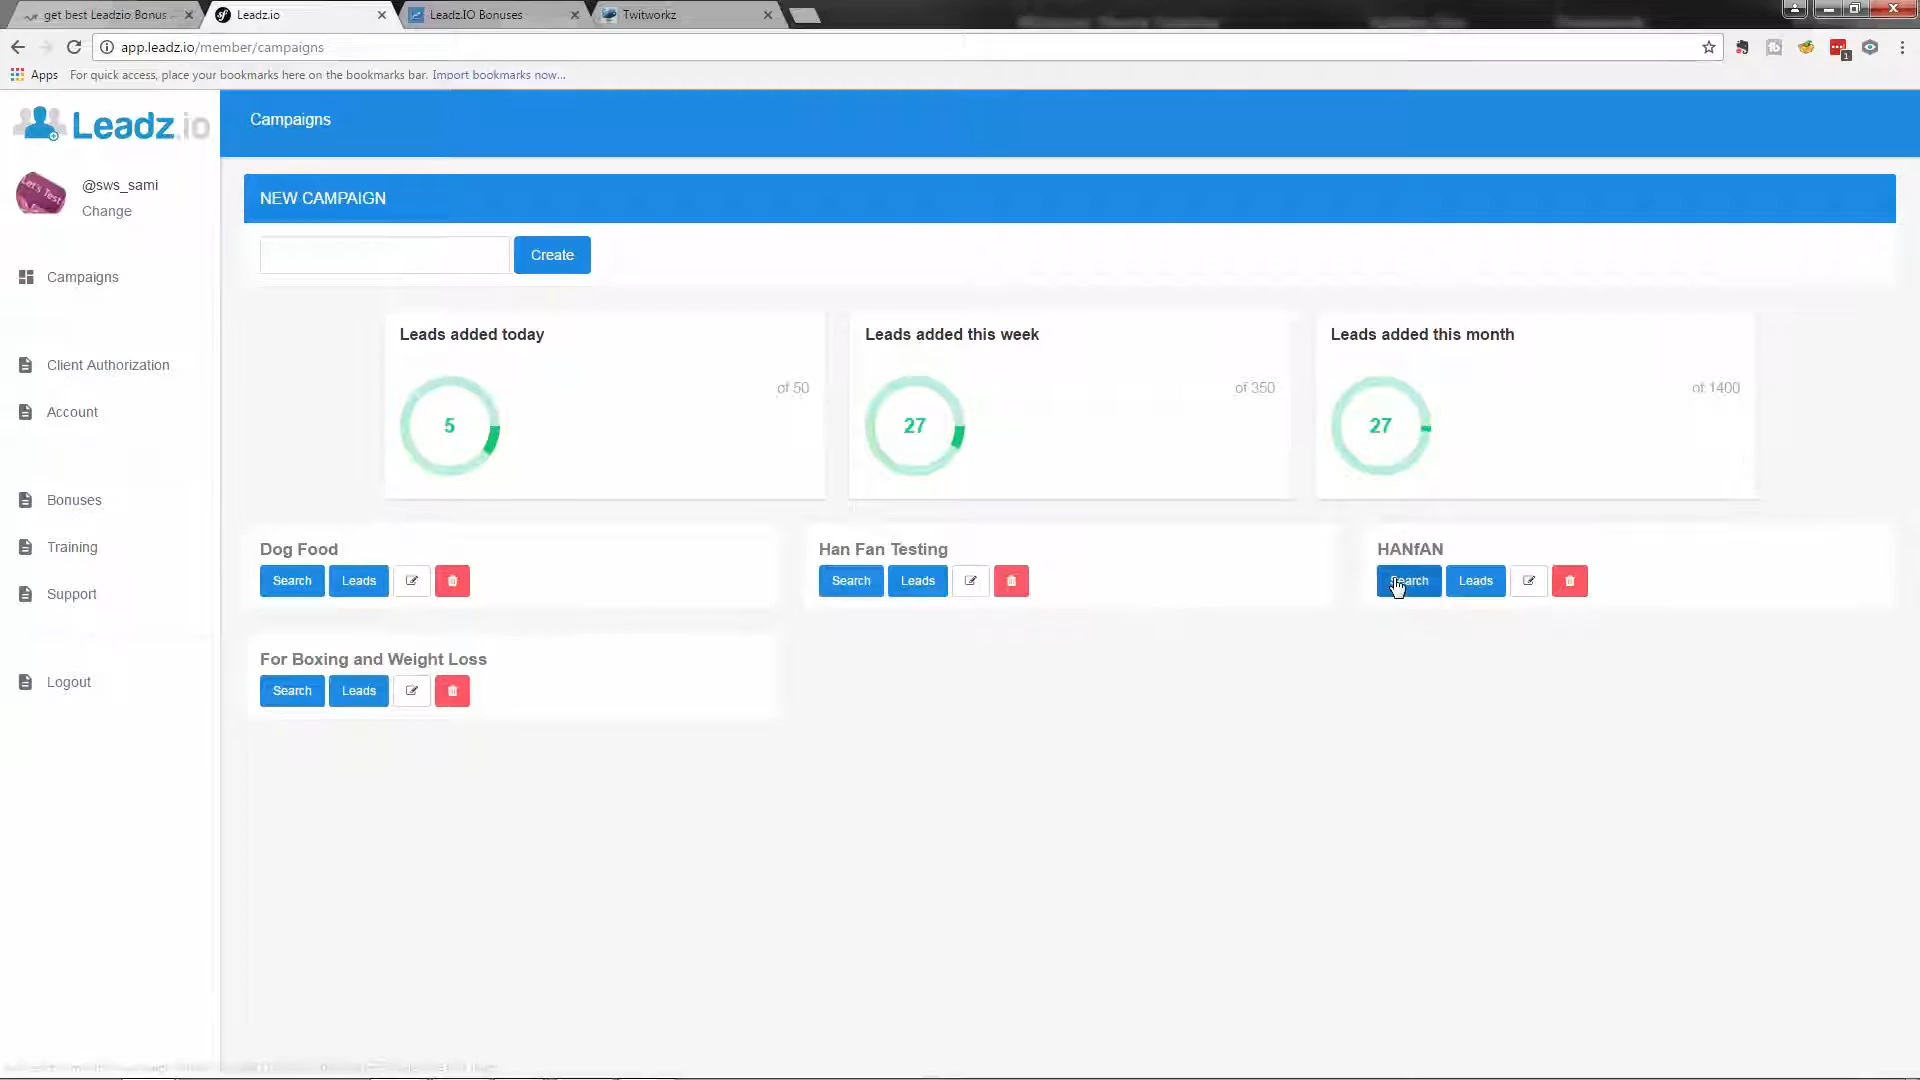 get best Leadzio Bonus
Leadz.io
Leadz.IO Bonuses
Twitworkz
app.leadz.io/member/campaigns
1
Apps
For quick access, place your bookmarks here on the bookmarks bar. Import bookmarks now...
Leadz.io
@sws_sami
Change
Campaigns
Client Authorization
Account
Bonuses
Training
Support
Logout
Campaigns
NEW CAMPAIGN
Create
Leads added today
of 50
5
Leads added this week
of 350
27
Leads added this month
of 1400
27
Dog Food
Search Leads
Han Fan Testing
Search Leads
HANfAN
Search Leads
For Boxing and Weight Loss
Search Leads